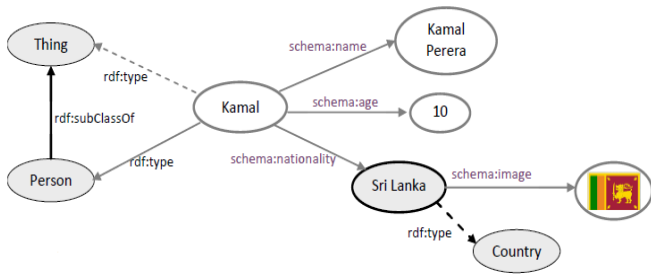 Thing
schema:name
Kamal
Perera
rdf:type
Kamal
schema:age
10
rdf:subClassOf
rdf:type
schema:nationality
Person
Sri Lanka
schema:image
rdf:type
Country